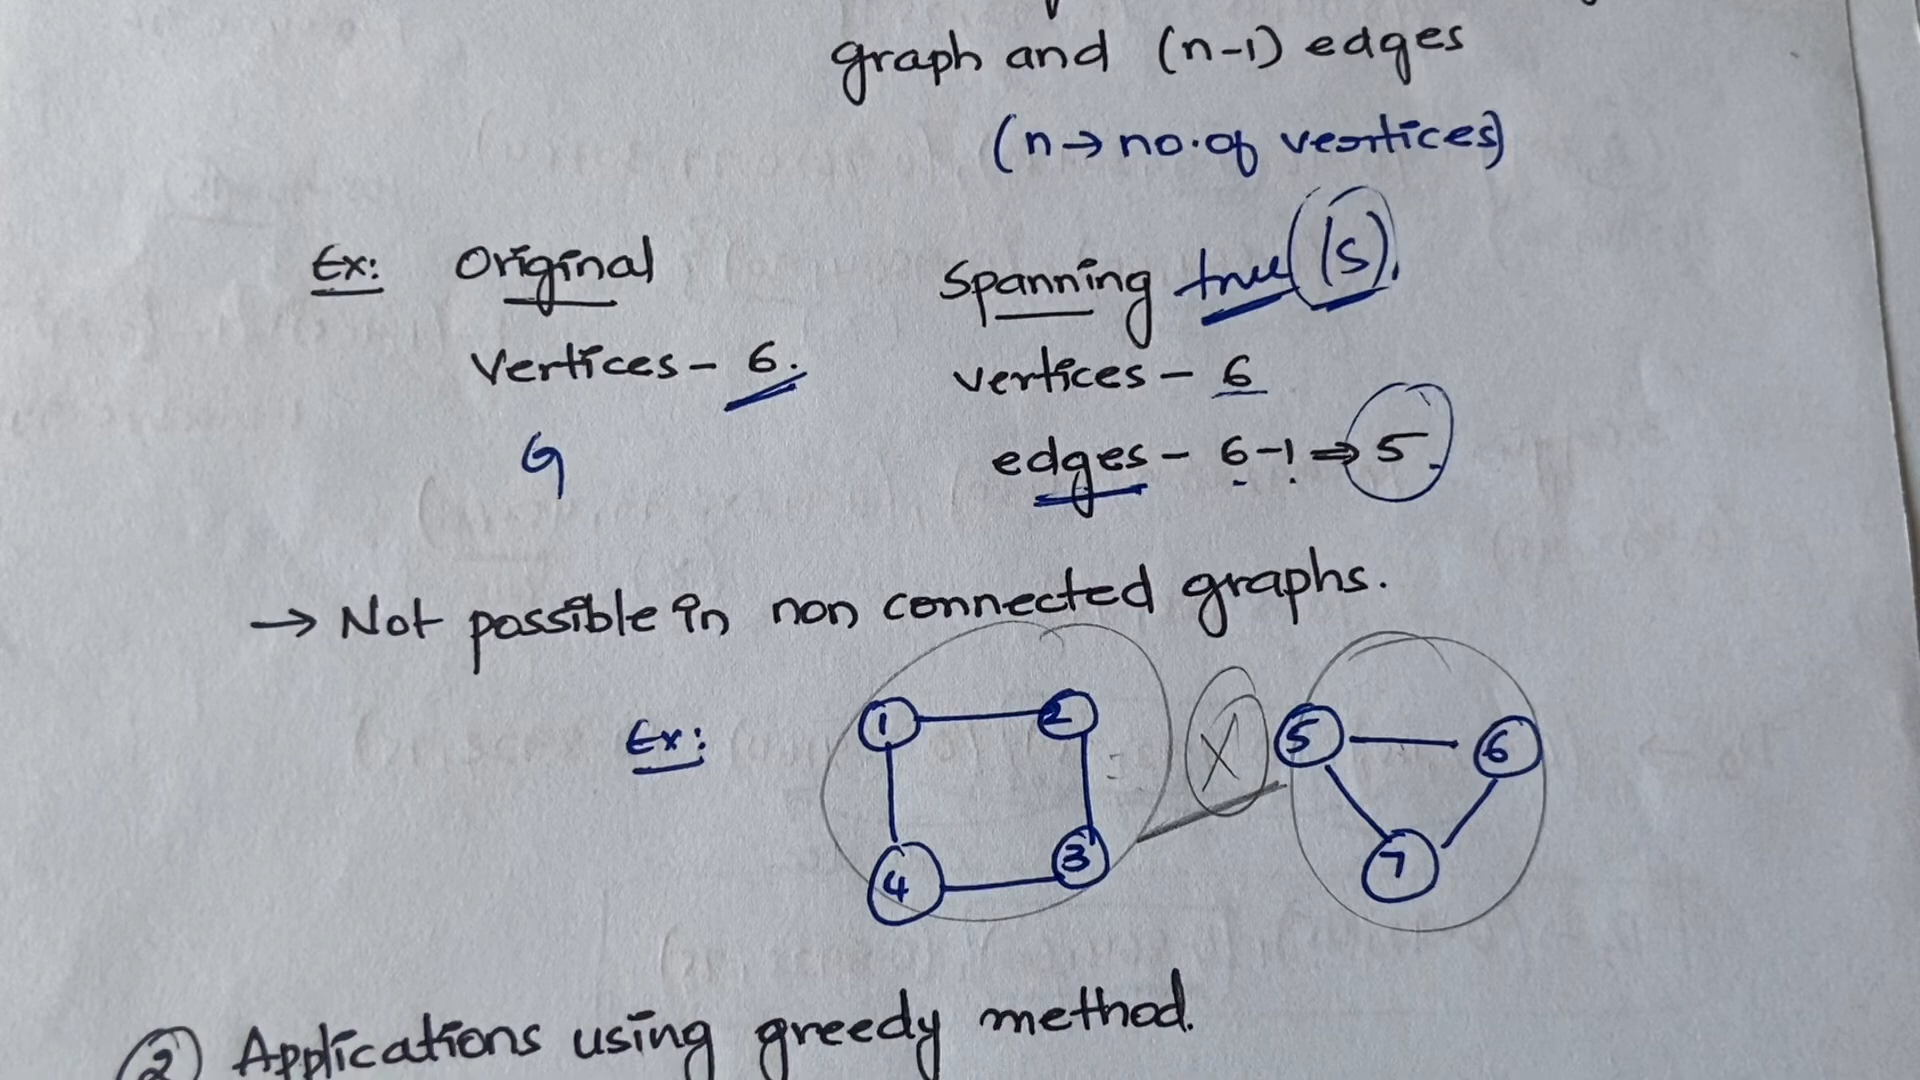 graph and (n-1) edges
(n→no.of vertices)
Ex: Original Spanning tree (S).
Vertices - 6. vertices - 6
G edges - 6-1 ⇒ 5.
→ Not possible in non connected graphs.
Ex:
1 2 X 5 6
4 3 7
② Applications using greedy method.